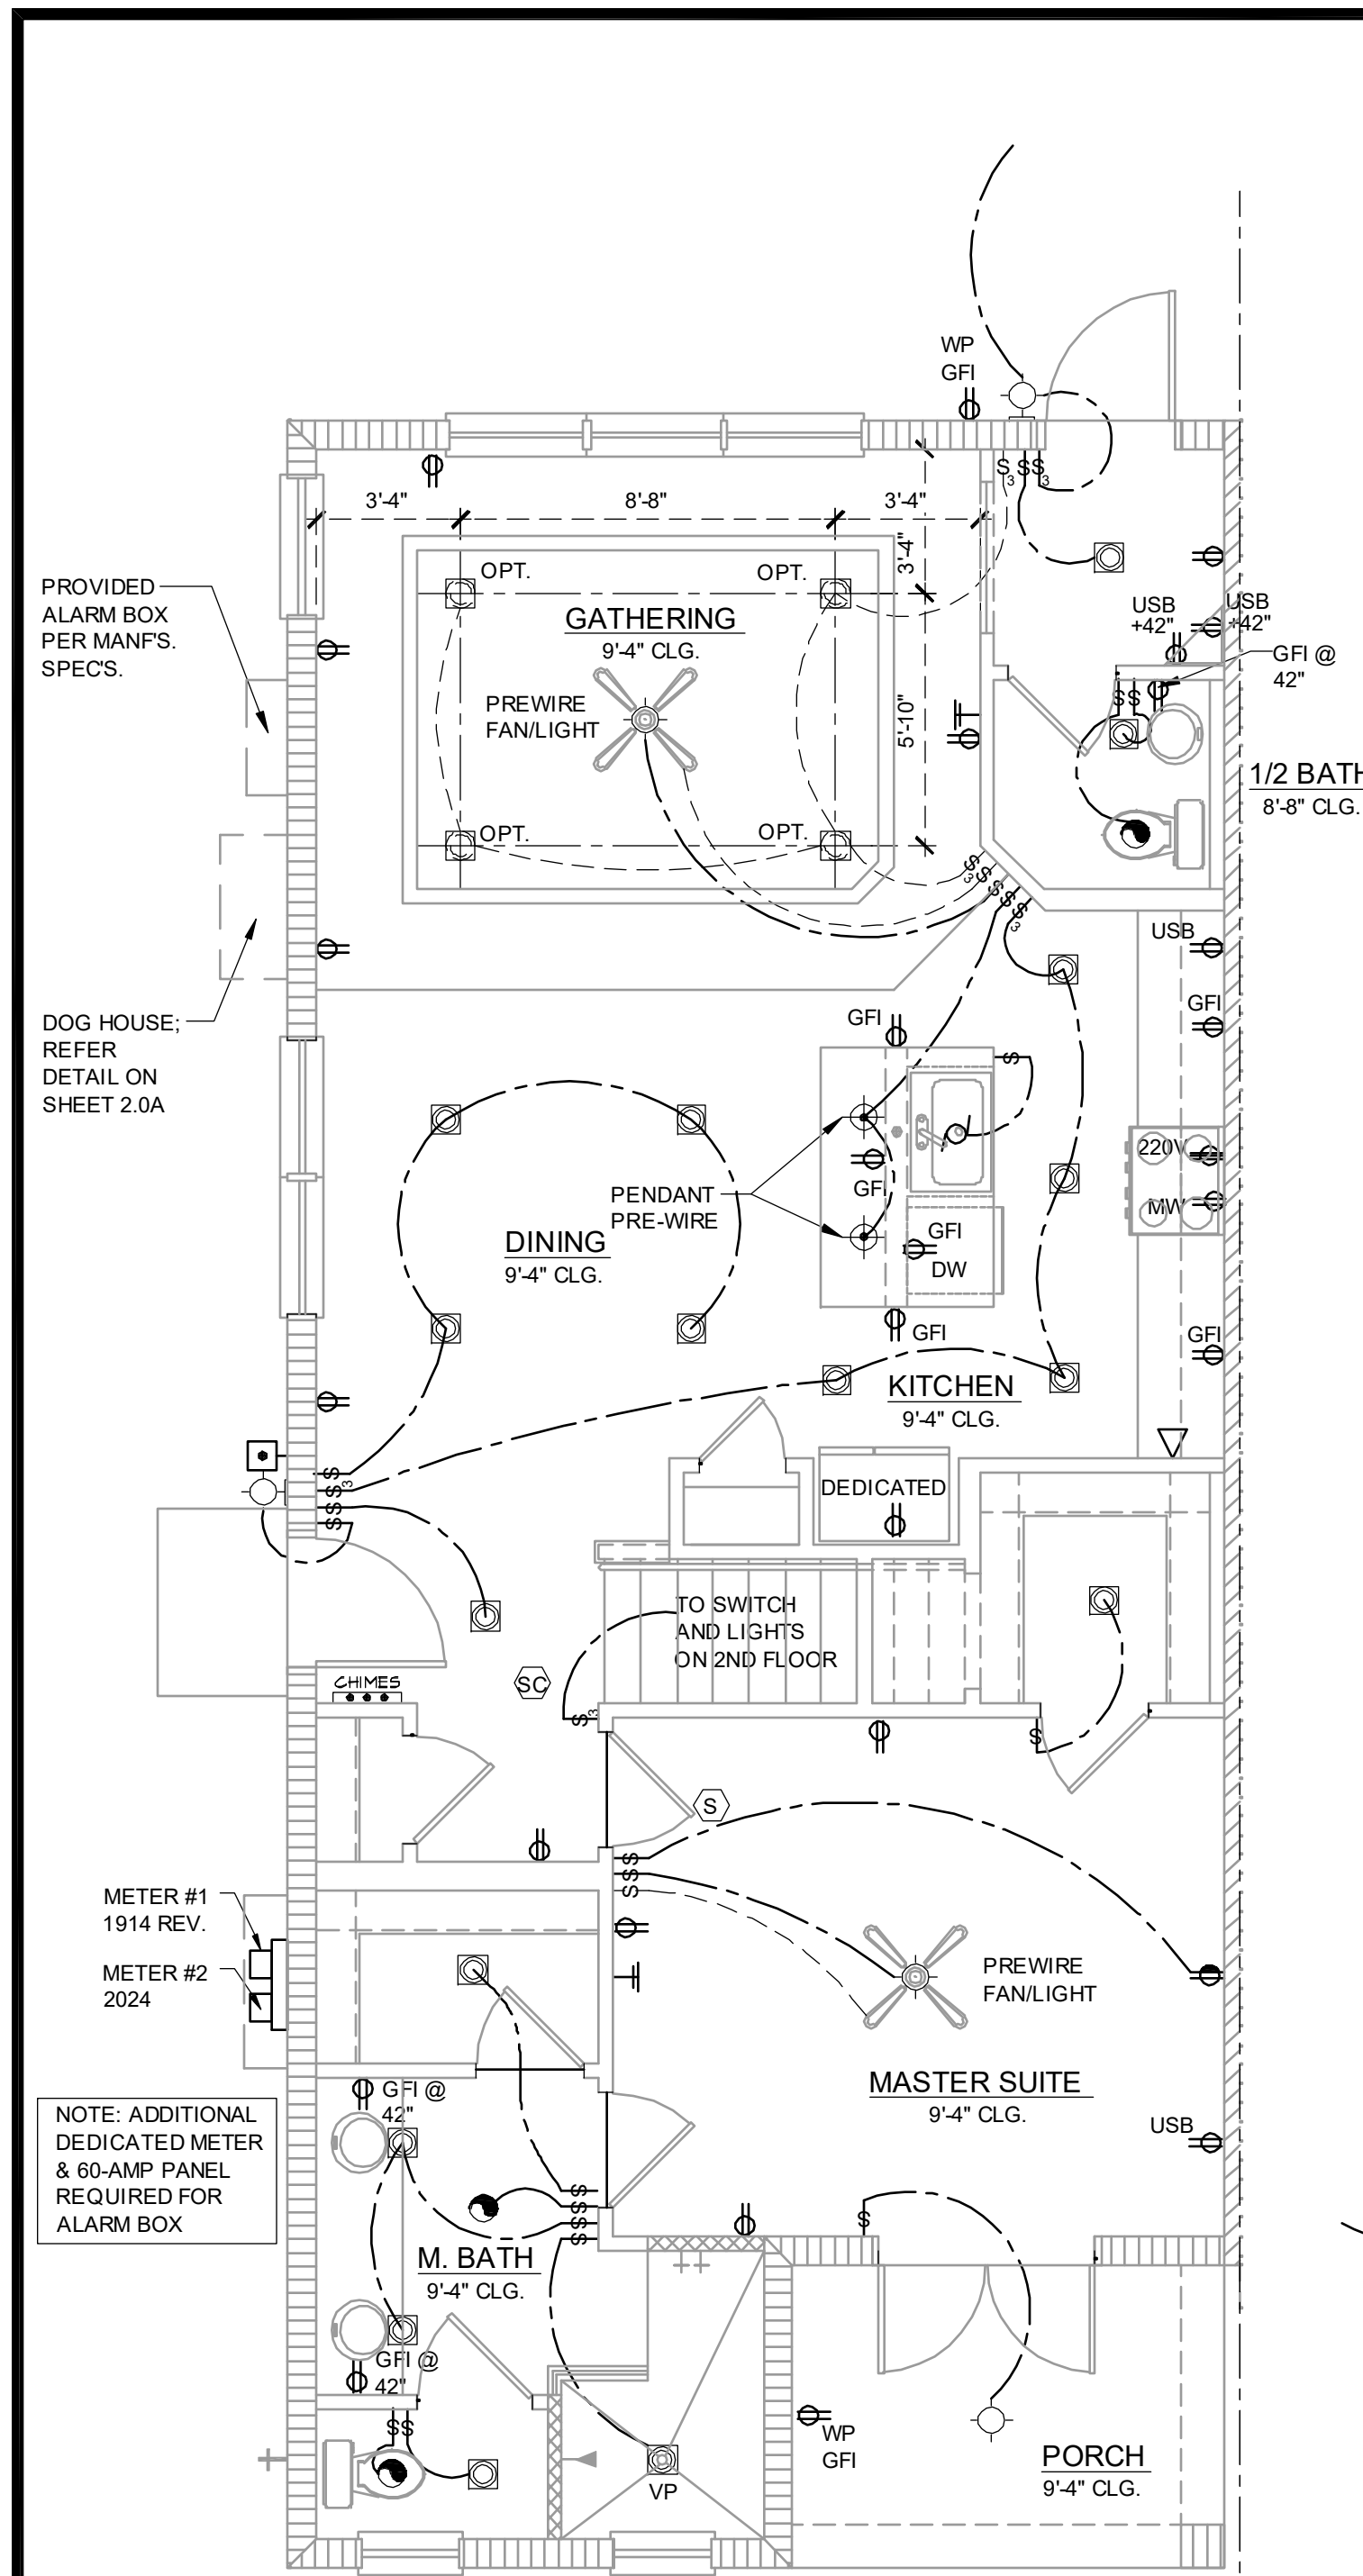 WP
GFI
S3 S S3
3'-4"
8'-8"
3'-4"
3'-4"
OPT.
OPT.
PROVIDED
ALARM BOX
PER MANF'S.
SPEC'S.
GATHERING
9'-4" CLG.
USB
+42"
USB
+42"
GFI @
42"
S S
PREWIRE
FAN/LIGHT
5'-10"
1/2 BATH
8'-8" CLG.
OPT.
OPT.
S3 S S S S3
USB
GFI
GFI
DOG HOUSE;
REFER
DETAIL ON
SHEET 2.0A
S
220V
MW
GFI
PENDANT
PRE-WIRE
GFI
DW
DINING
9'-4" CLG.
GFI
GFI
KITCHEN
9'-4" CLG.
S
S3
S
S
DEDICATED
TO SWITCH
AND LIGHTS
ON 2ND FLOOR
CHIMES
SC
S3
S
S
S
S
S
METER #1
1914 REV.
METER #2
2024
PREWIRE
FAN/LIGHT
MASTER SUITE
9'-4" CLG.
GFI @
42"
NOTE: ADDITIONAL
DEDICATED METER
& 60-AMP PANEL
REQUIRED FOR
ALARM BOX
USB
S
S
S
S
S
M. BATH
9'-4" CLG.
GFI @
42"
S S
WP
GFI
VP
PORCH
9'-4" CLG.